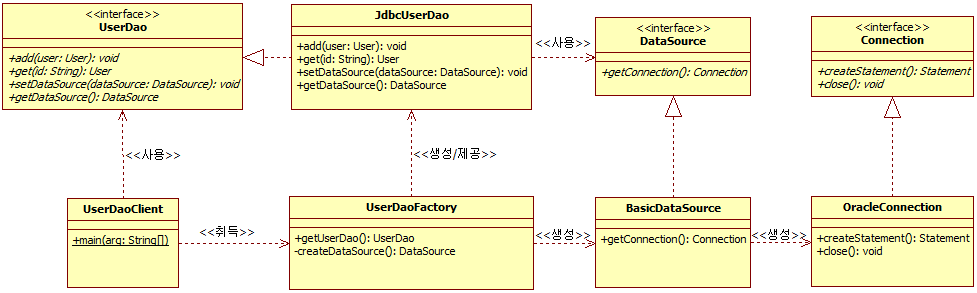 <<interface>>
UserDao
+add(user: User): void
+get(id: String): User
+setDataSource(dataSource: DataSource): void
+getDataSource(): DataSource
JdbcUserDao
+add(user: User): void
+get(id: String): User
+setDataSource(dataSource: DataSource): void
+getDataSource(): DataSource
<<사용>>
<<interface>>
DataSource
+getConnection(): Connection
<<interface>>
Connection
+createStatement(): Statement
+close(): void
<<사용>>
<<생성/제공>>
UserDaoClient
+main(arg: String[])
<<취득>>
UserDaoFactory
+getUserDao(): UserDao
-createDataSource(): DataSource
<<생성>>
BasicDataSource
+getConnection(): Connection
<<생성>>
OracleConnection
+createStatement(): Statement
+close(): void